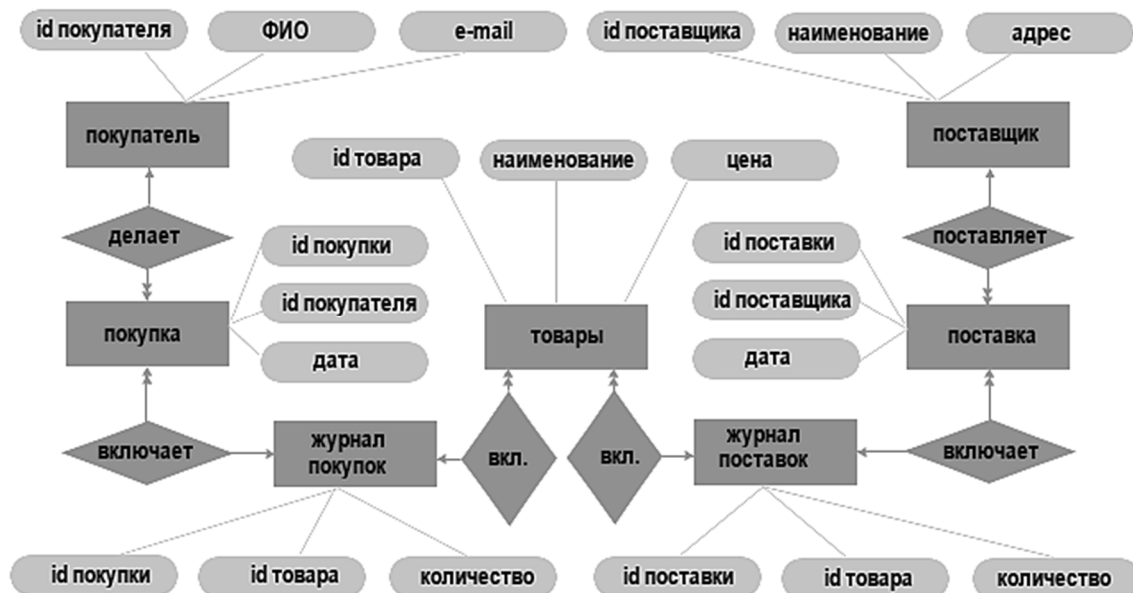 id покупателя
ФИО
e-mail
id поставщика
наименование
адрес
покупатель
поставщик
id товара
наименование
цена
делает
id покупки
id поставки
поставляет
покупка
id покупателя
товары
id поставщика
поставка
дата
дата
включает
журнал
покупок
вкл.
вкл.
журнал
поставок
включает
id покупки
id товара
количество
id поставки
id товара
количество